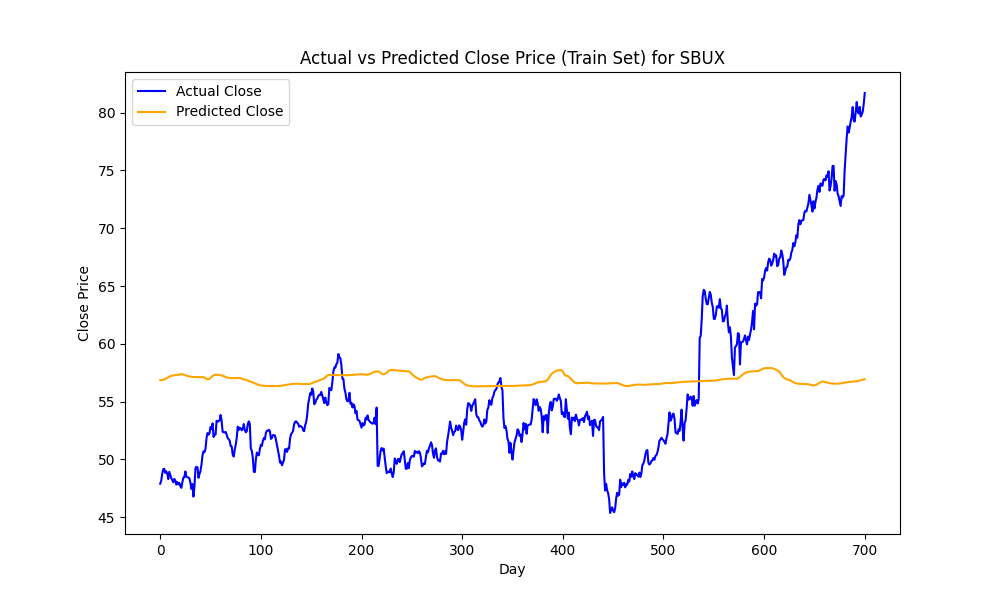 Actual vs Predicted Close Price (Train Set) for SBUX
Actual Close
Predicted Close
80
75
70
65
60
55
50
45
Close Price
0 100 200 300 400 500 600 700
Day